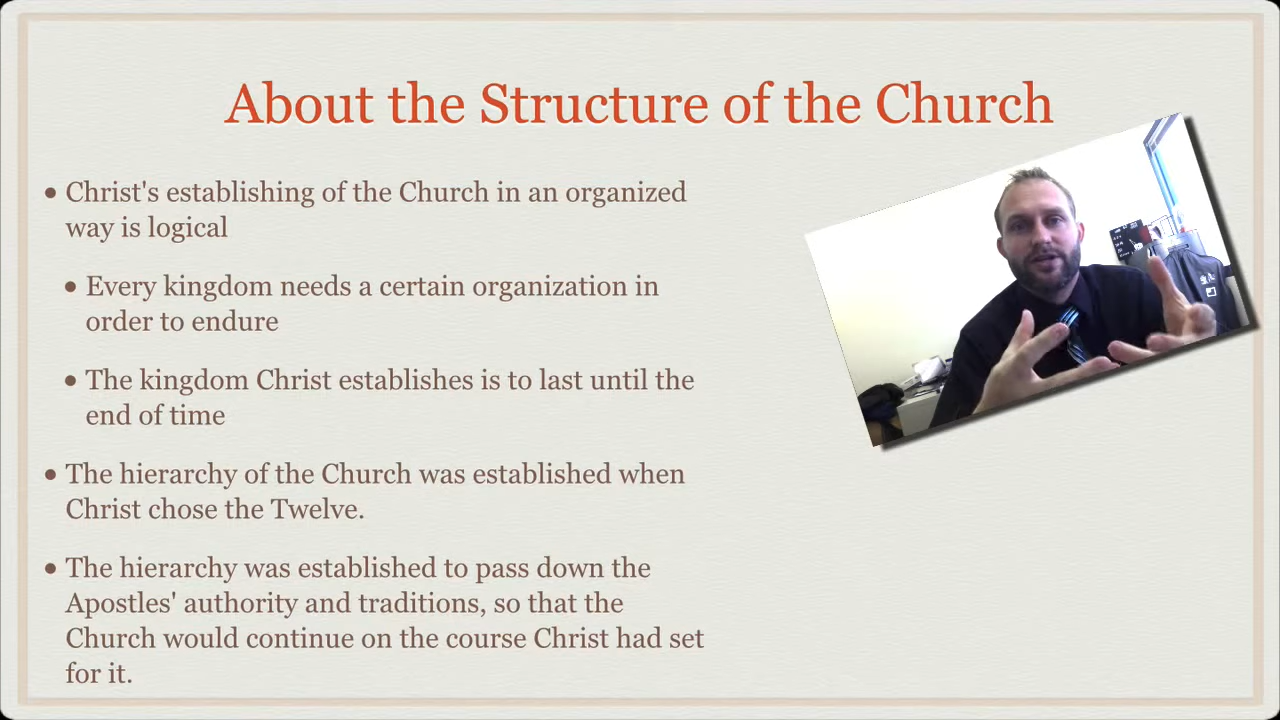 About the Structure of the Church
• Christ's establishing of the Church in an organized
way is logical
• Every kingdom needs a certain organization in
order to endure
• The kingdom Christ establishes is to last until the
end of time
• The hierarchy of the Church was established when
Christ chose the Twelve.
• The hierarchy was established to pass down the
Apostles' authority and traditions, so that the
Church would continue on the course Christ had set
for it.